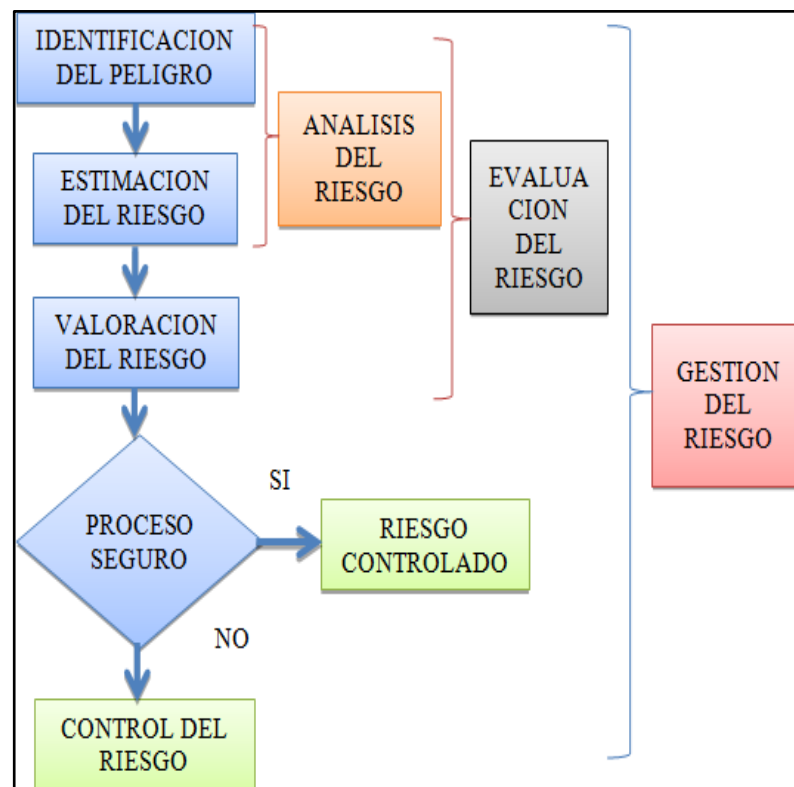 IDENTIFICACION
DEL PELIGRO
ANALISIS
DEL
RIESGO
ESTIMACION
DEL RIESGO
EVALUA
CION
DEL
RIESGO
VALORACION
DEL RIESGO
GESTION
DEL
RIESGO
PROCESO
SEGURO
SI
RIESGO
CONTROLADO
NO
CONTROL DEL
RIESGO